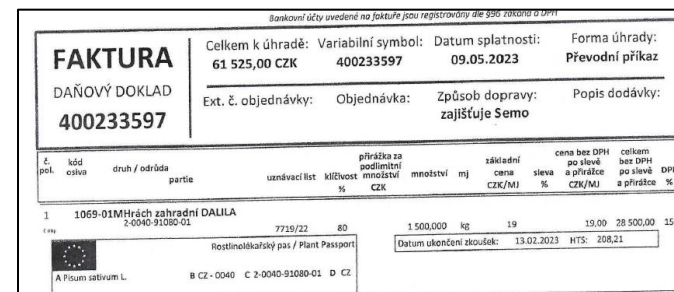 Bankovní účty uvedené na faktuře jsou registrovány dle §96 zákona o DPH
FAKTURA
DAŇOVÝ DOKLAD
400233597
Celkem k úhradě: Variabilní symbol: Datum splatnosti: Forma úhrady:
61 525,00 CZK 400233597 09.05.2023 Převodní příkaz
Ext. č. objednávky: Objednávka: Způsob dopravy: Popis dodávky:
zajišťuje Semo
č. pol. kód osiva druh / odrůda partie uznávací list klíčivost % přirážka za podlimitní množství CZK množství mj základní cena CZK/MJ sleva % cena bez DPH po slevě a přirážce CZK/MJ celkem bez DPH po slevě a přirážce DPH %
1 1069-01MHrách zahradní DALILA
2-0040-91080-01 7719/22 80 1 500,000 kg 19 19,00 28 500,00 15
Rostlinolékařský pas / Plant Passport
Datum ukončení zkoušek: 13.02.2023 HTS: 208,21
A Pisum sativum L. B CZ - 0040 C 2-0040-91080-01 D CZ